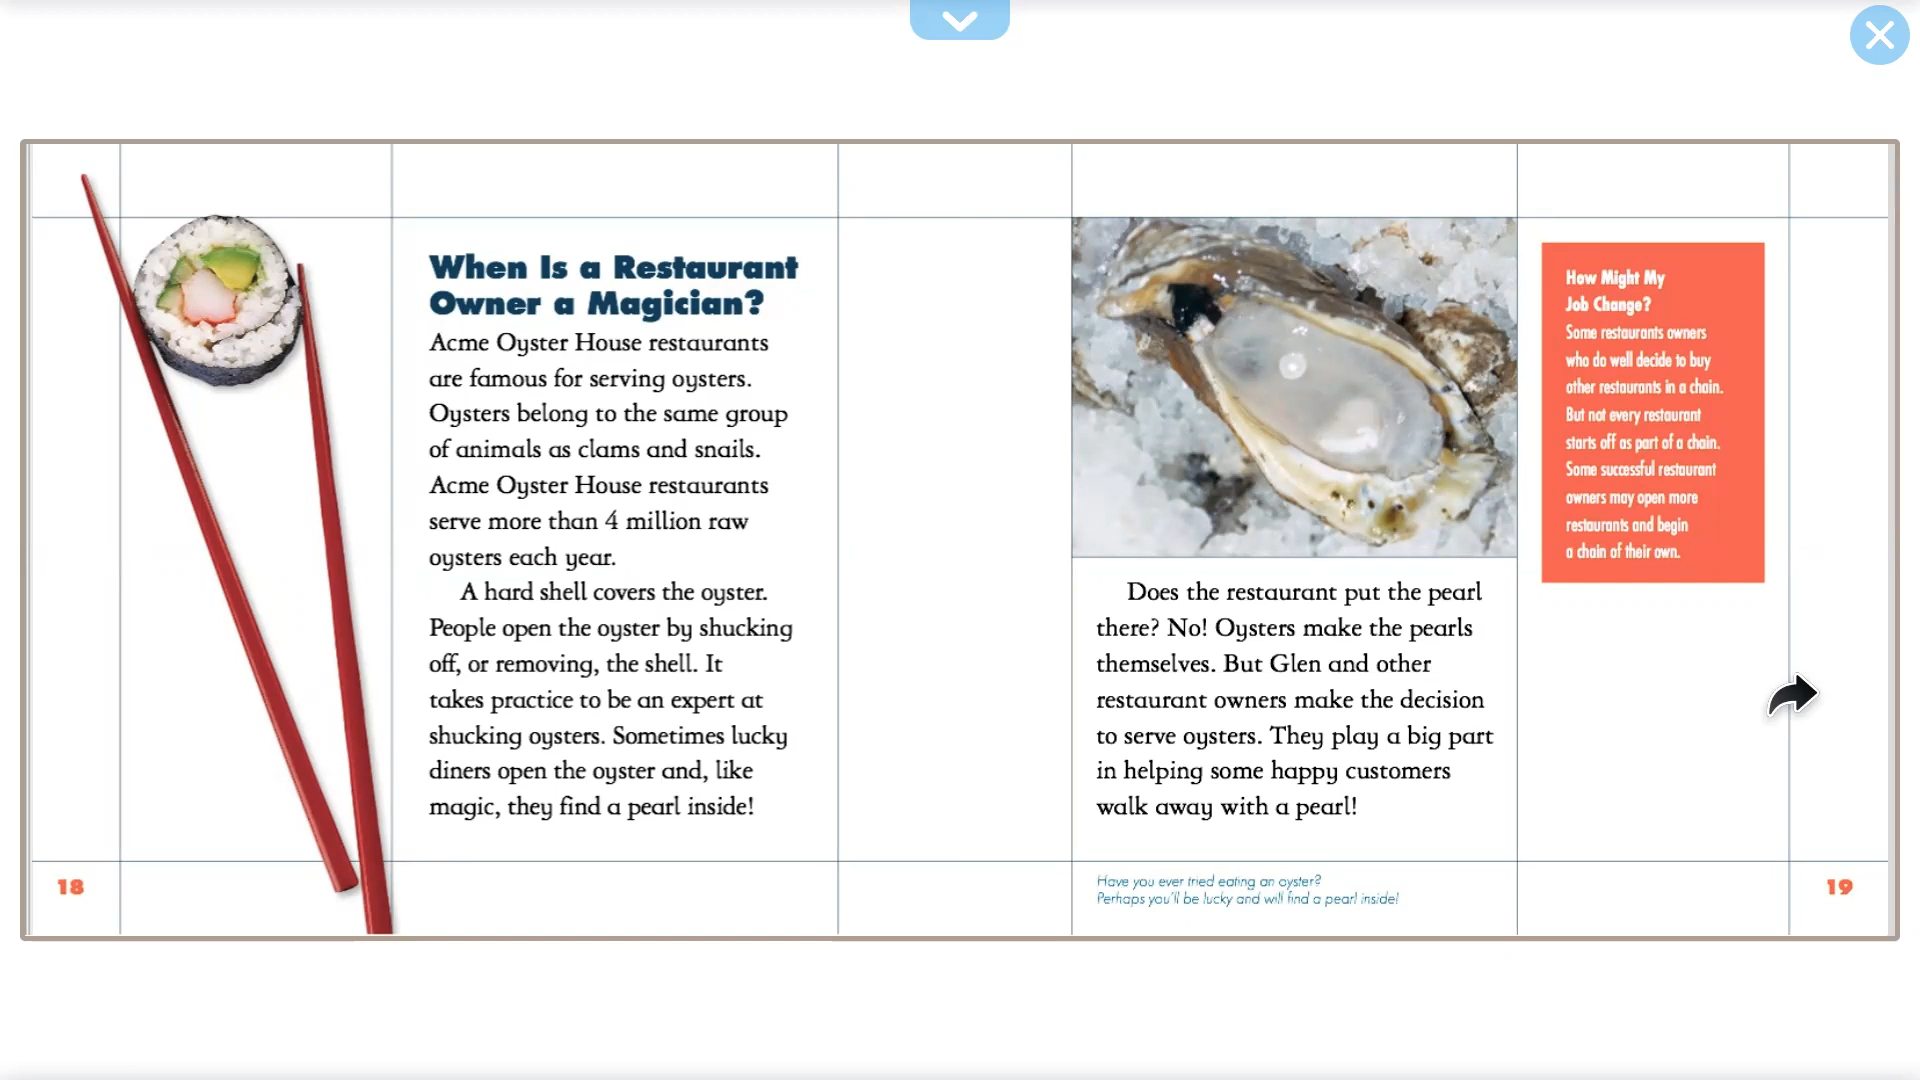 When Is a Restaurant
Owner a Magician?
Acme Oyster House restaurants
are famous for serving oysters.
Oysters belong to the same group
of animals as clams and snails.
Acme Oyster House restaurants
serve more than 4 million raw
oysters each year.
A hard shell covers the oyster.
People open the oyster by shucking
off, or removing, the shell. It
takes practice to be an expert at
shucking oysters. Sometimes lucky
diners open the oyster and, like
magic, they find a pearl inside!
18
Does the restaurant put the pearl
there? No! Oysters make the pearls
themselves. But Glen and other
restaurant owners make the decision
to serve oysters. They play a big part
in helping some happy customers
walk away with a pearl!
Have you ever tried eating an oyster?
Perhaps you'll be lucky and will find a pearl inside!
How Might My
Job Change?
Some restaurants owners
who do well decide to buy
other restaurants in a chain.
But not every restaurant
starts off as part of a chain.
Some successful restaurant
owners may open more
restaurants and begin
a chain of their own.
19